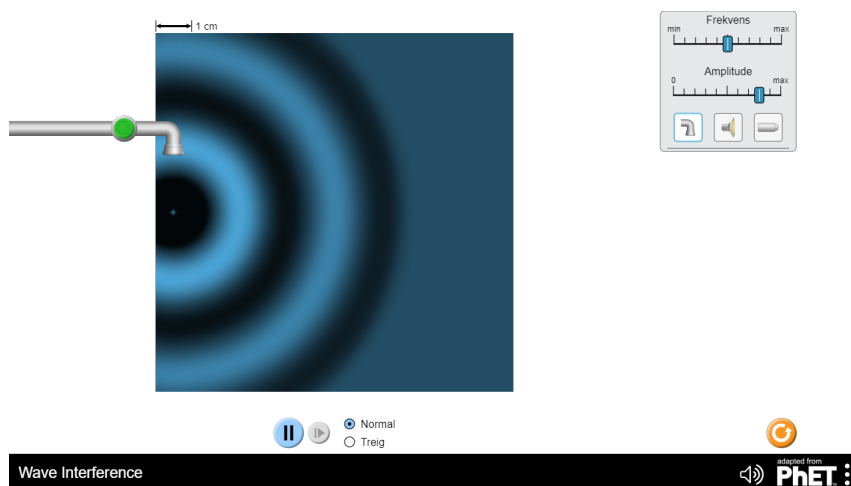 1 cm
Frekvens
min max
Amplitude
0 max
Normal
Treig
Wave Interference
adapted from
PhET